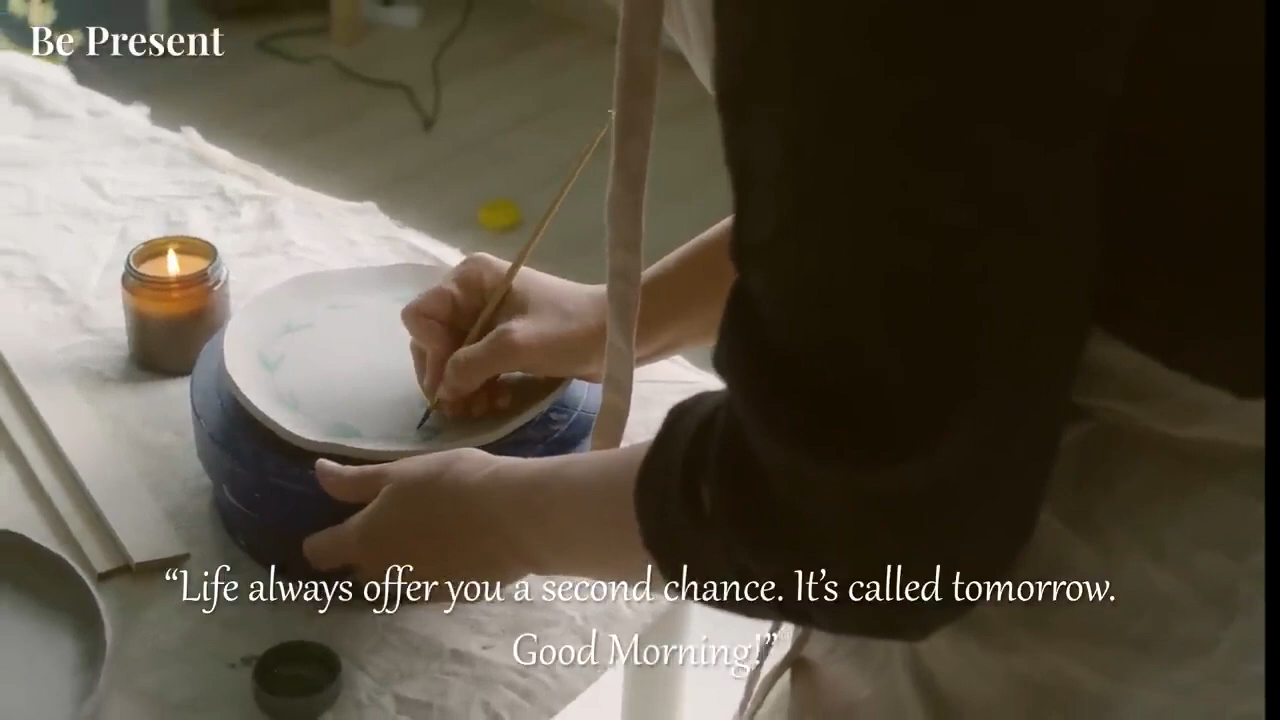 Be Present
“Life always offer you a second chance. It’s called tomorrow.
Good Morning!”